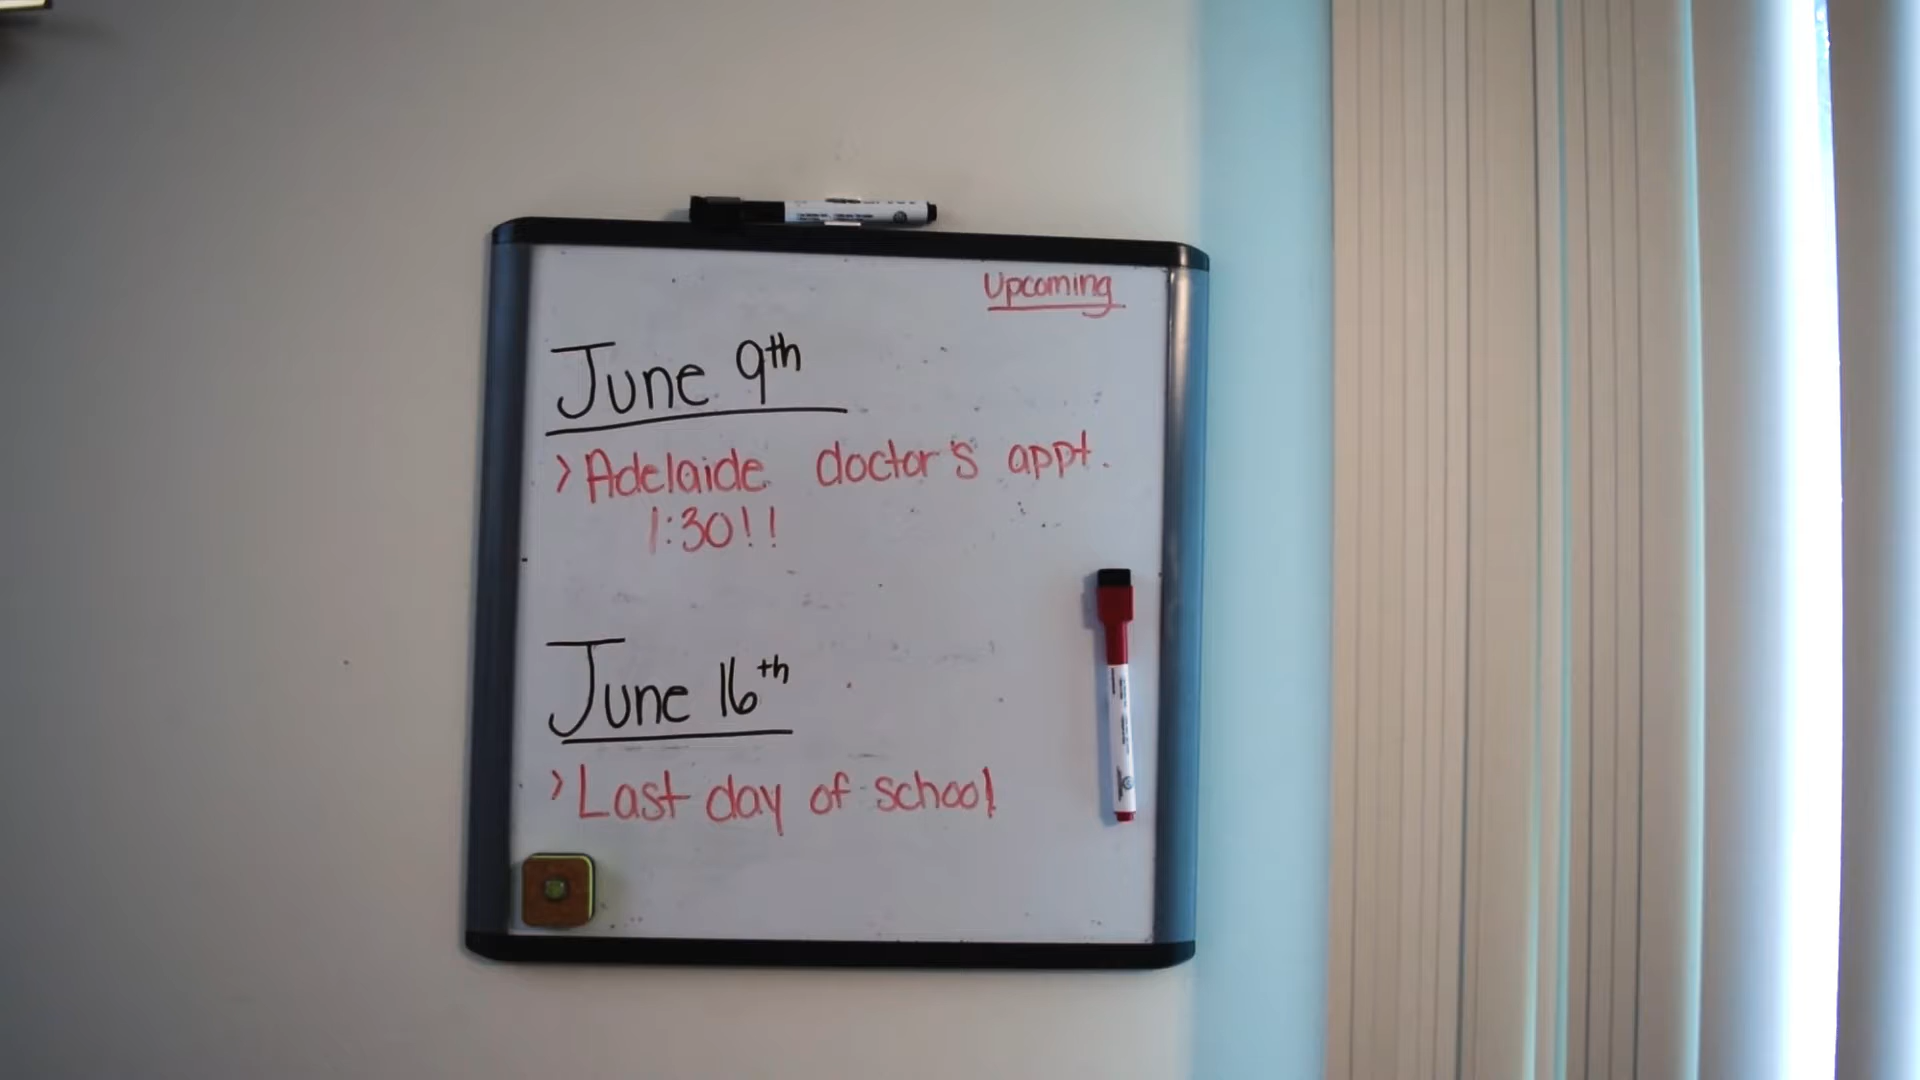 Upcoming
June 9th
> Adelaide doctor's appt.
1:30!!
June 16th
> Last day of school